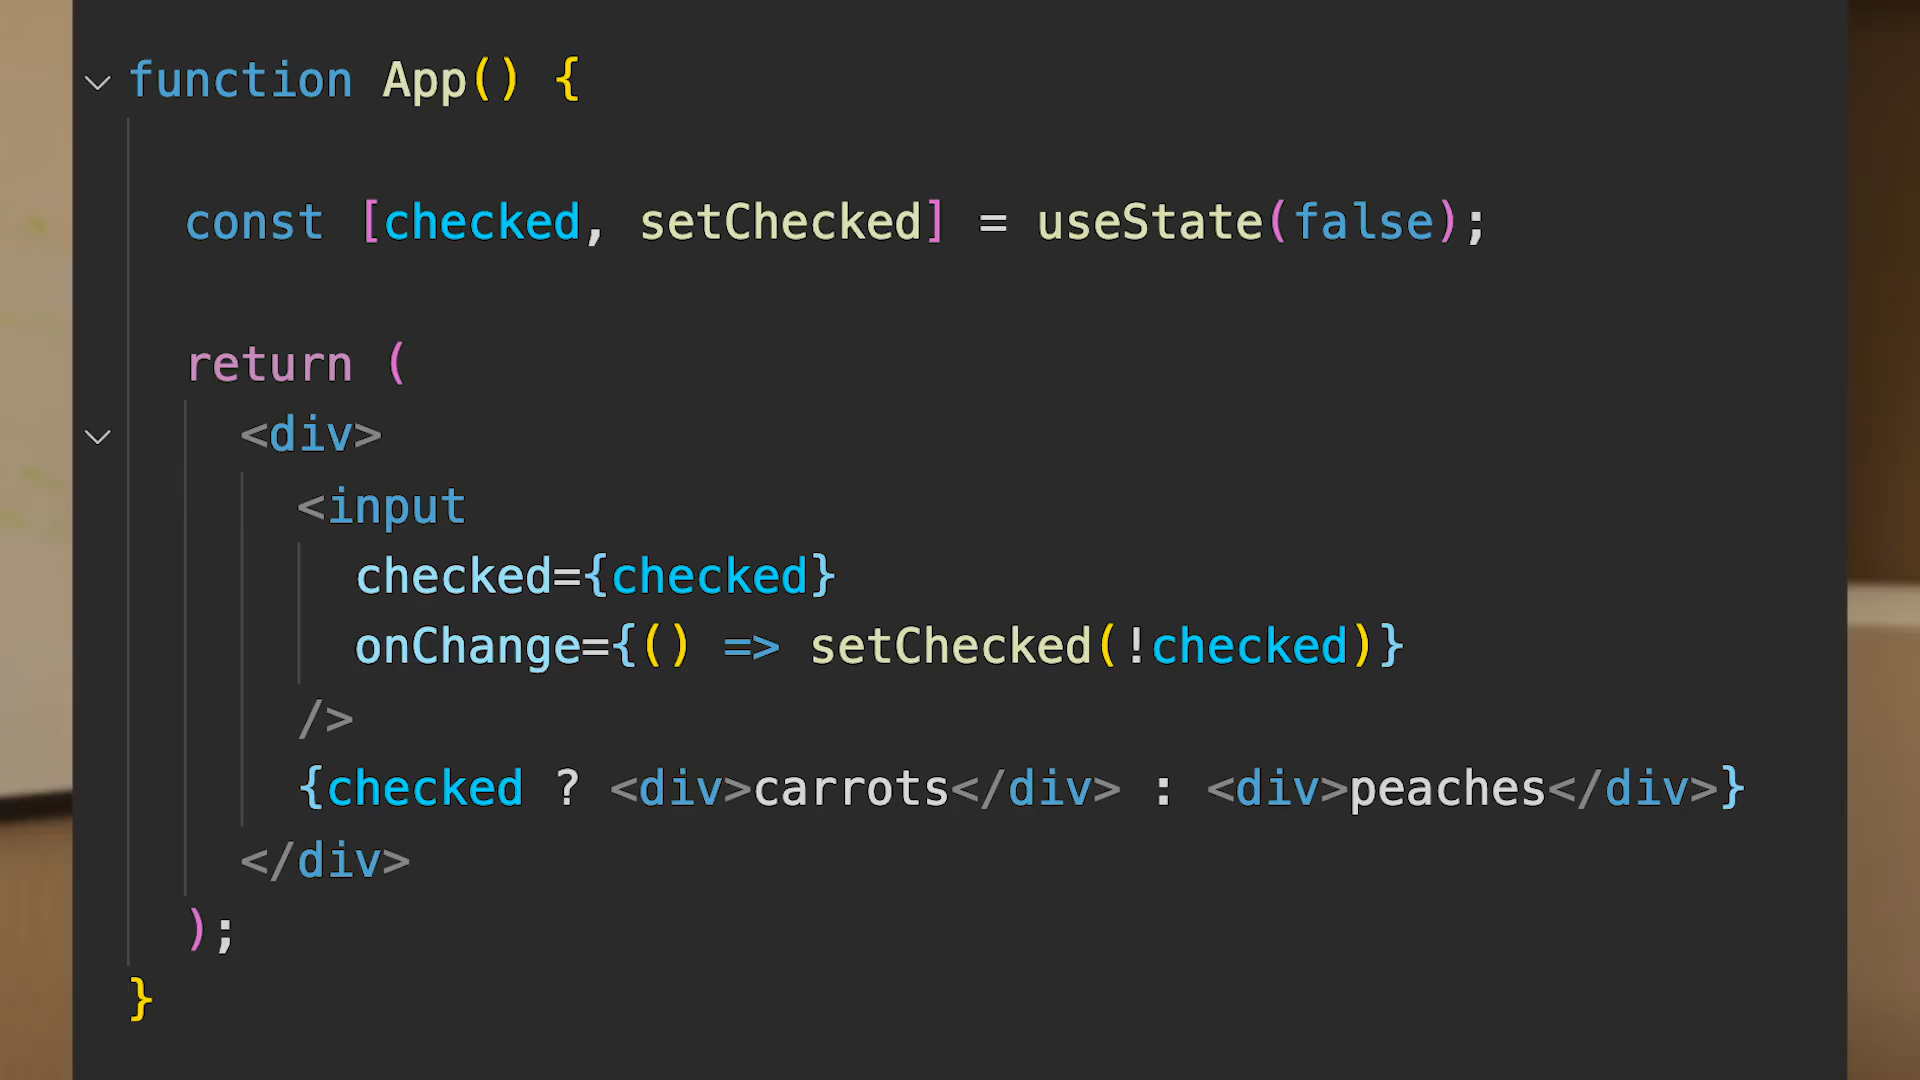 function App() {
const [checked, setChecked] = useState(false);
return (
<div>
<input
checked={checked}
onChange={() => setChecked(!checked)}
/>
{checked ? <div>carrots</div> : <div>peaches</div>}
</div>
);
}